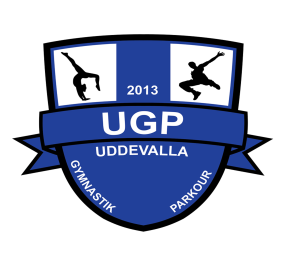 2013
UGP
UDDEVALLA
GYMNASTIK
PARKOUR